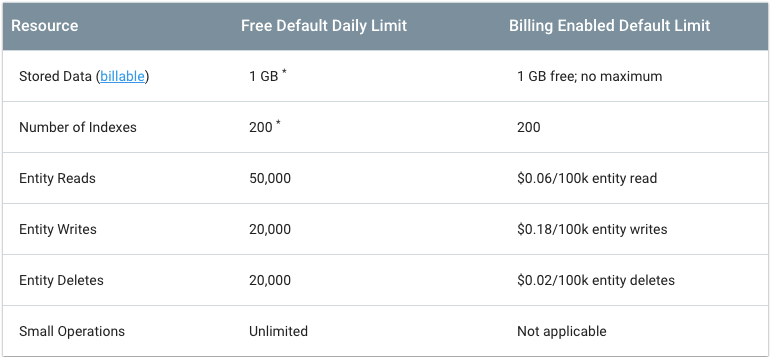 Resource Free Default Daily Limit Billing Enabled Default Limit
Stored Data (billable) 1 GB * 1 GB free; no maximum
Number of Indexes 200 * 200
Entity Reads 50,000 $0.06/100k entity read
Entity Writes 20,000 $0.18/100k entity writes
Entity Deletes 20,000 $0.02/100k entity deletes
Small Operations Unlimited Not applicable